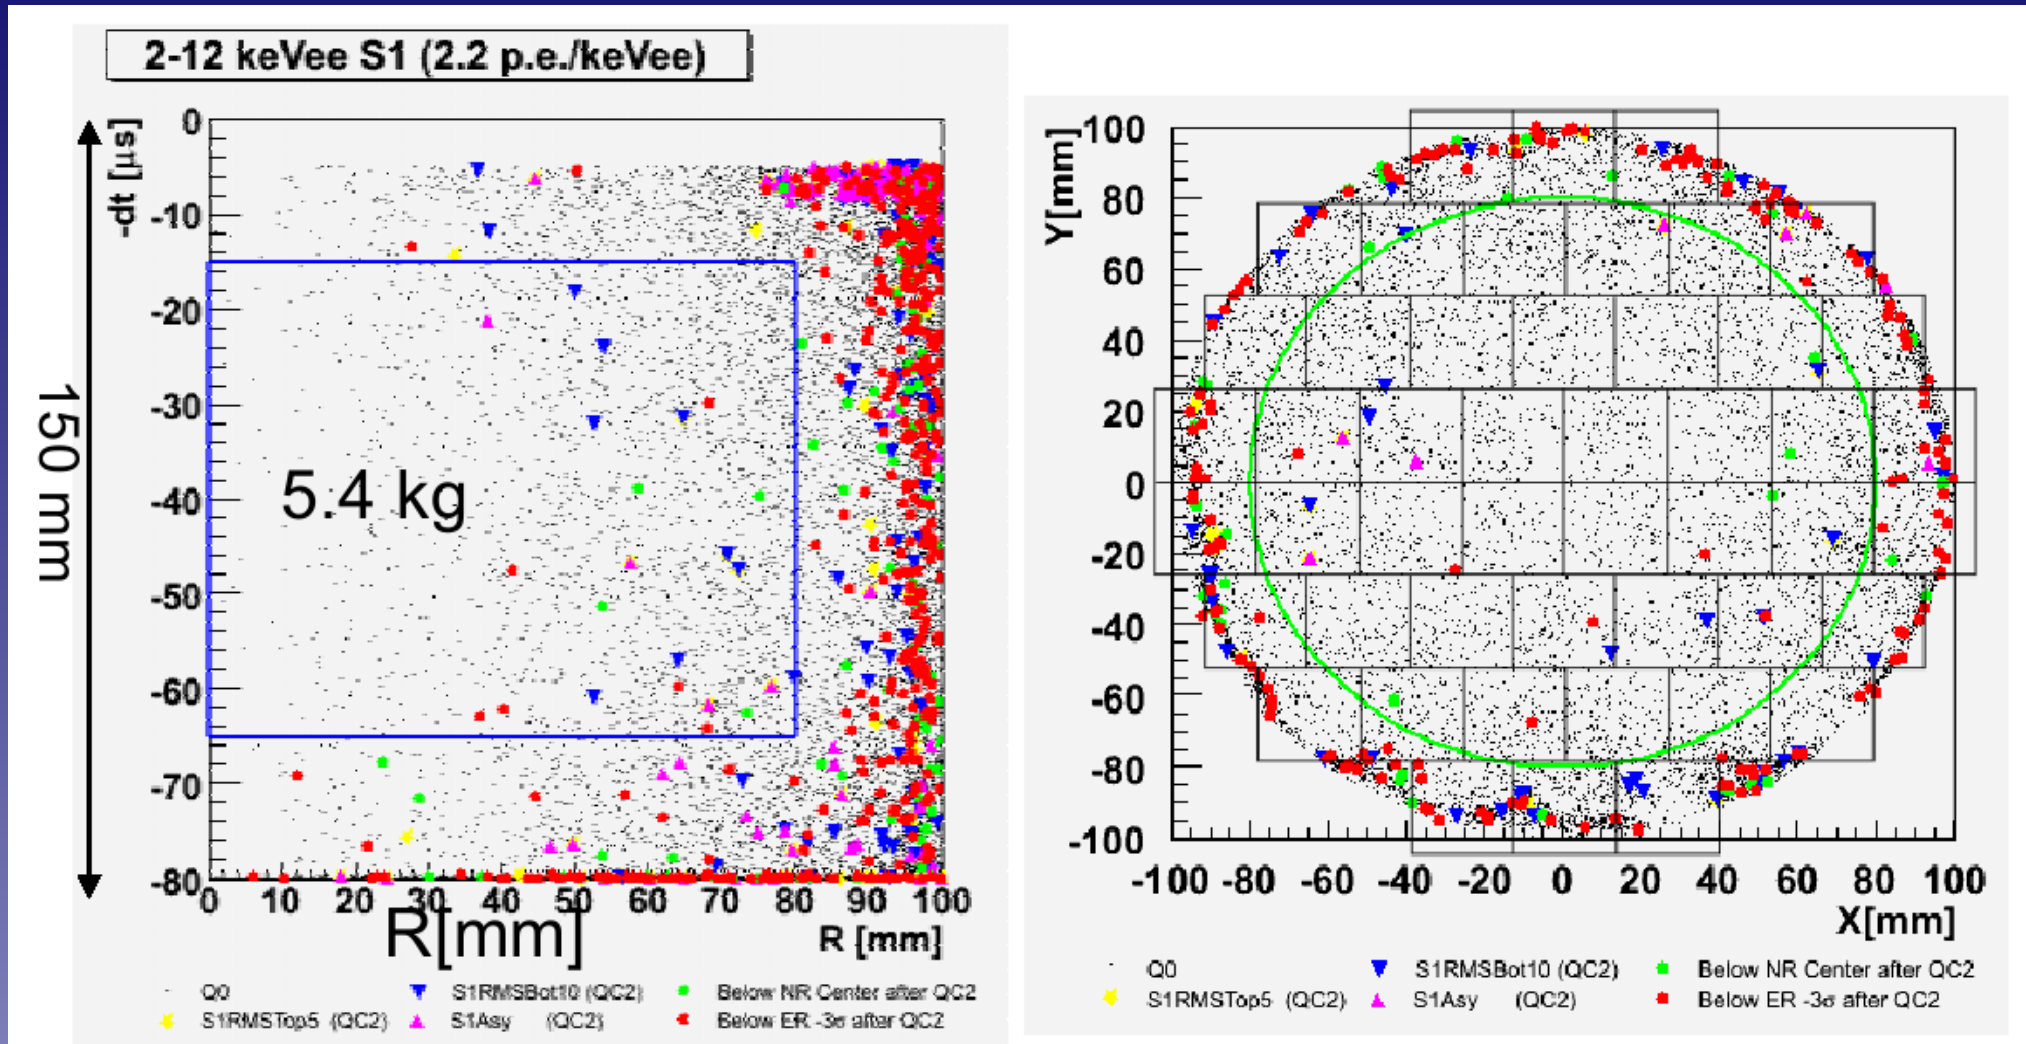 2-12 keVee S1 (2.2 p.e./keVee)
-dt [μs]
0
-10
-20
-30
-40
-50
-60
-70
-80
150 mm
5.4 kg
0 10 20 30 40 50 60 70 80 90 100
R[mm]
R [mm]
Q0
S1RMSBot10 (QC2)
Below NR Center after QC2
S1RMSTop5 (QC2)
S1Asy (QC2)
Below ER -3σ after QC2
Y[mm]
100
80
60
40
20
0
-20
-40
-60
-80
-100
-100 -80 -60 -40 -20 0 20 40 60 80 100
X[mm]
Q0
S1RMSBot10 (QC2)
Below NR Center after QC2
S1RMSTop5 (QC2)
S1Asy (QC2)
Below ER -3σ after QC2